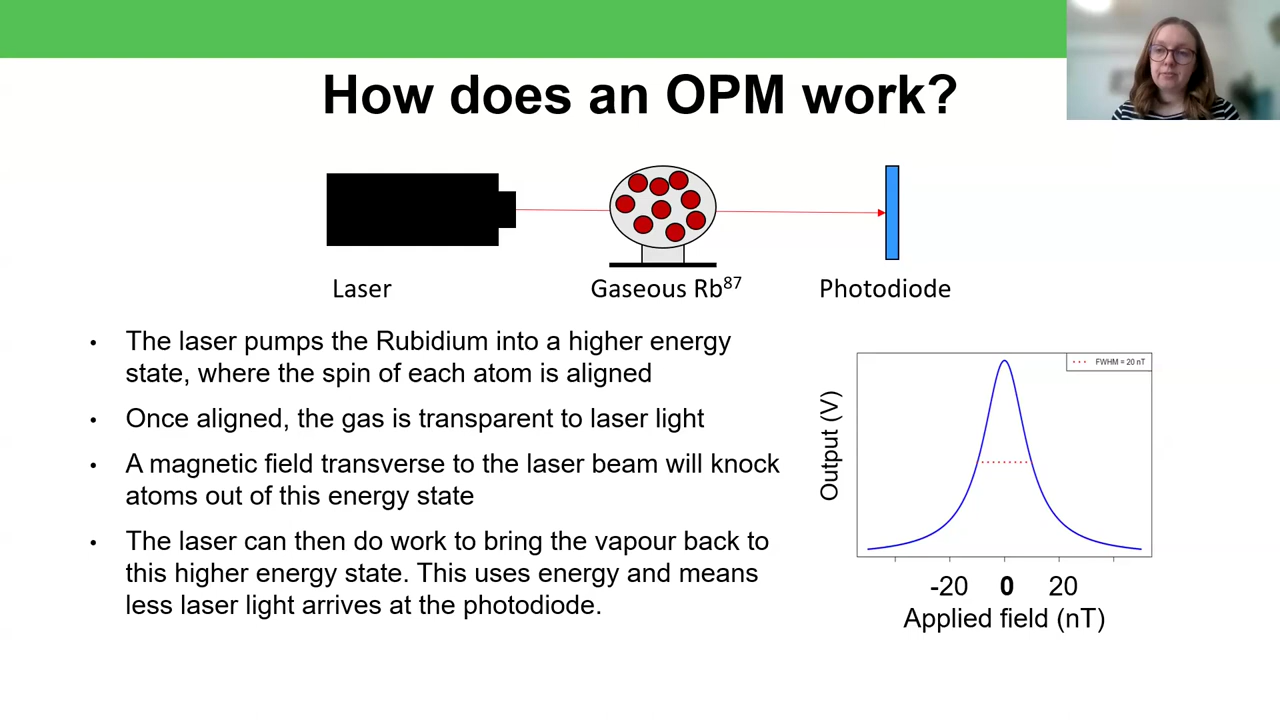 How does an OPM work?
Laser
Gaseous Rb⁸⁷
Photodiode
• The laser pumps the Rubidium into a higher energy
state, where the spin of each atom is aligned
• Once aligned, the gas is transparent to laser light
• A magnetic field transverse to the laser beam will knock
atoms out of this energy state
• The laser can then do work to bring the vapour back to
this higher energy state. This uses energy and means
less laser light arrives at the photodiode.
FWHM = 20 nT
Output (V)
-20 0 20
Applied field (nT)